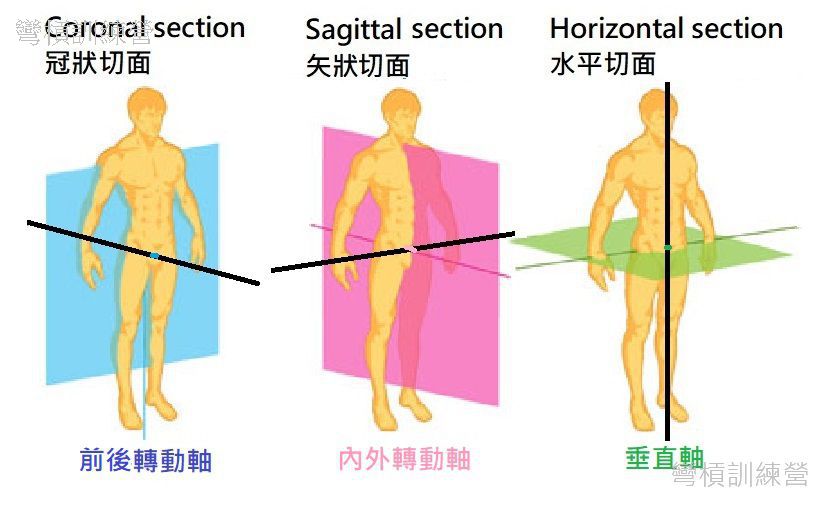 Coronal section
冠狀切面
彎槓訓練營
Sagittal section
矢狀切面
Horizontal section
水平切面
前後轉動軸
內外轉動軸
垂直軸
彎槓訓練營